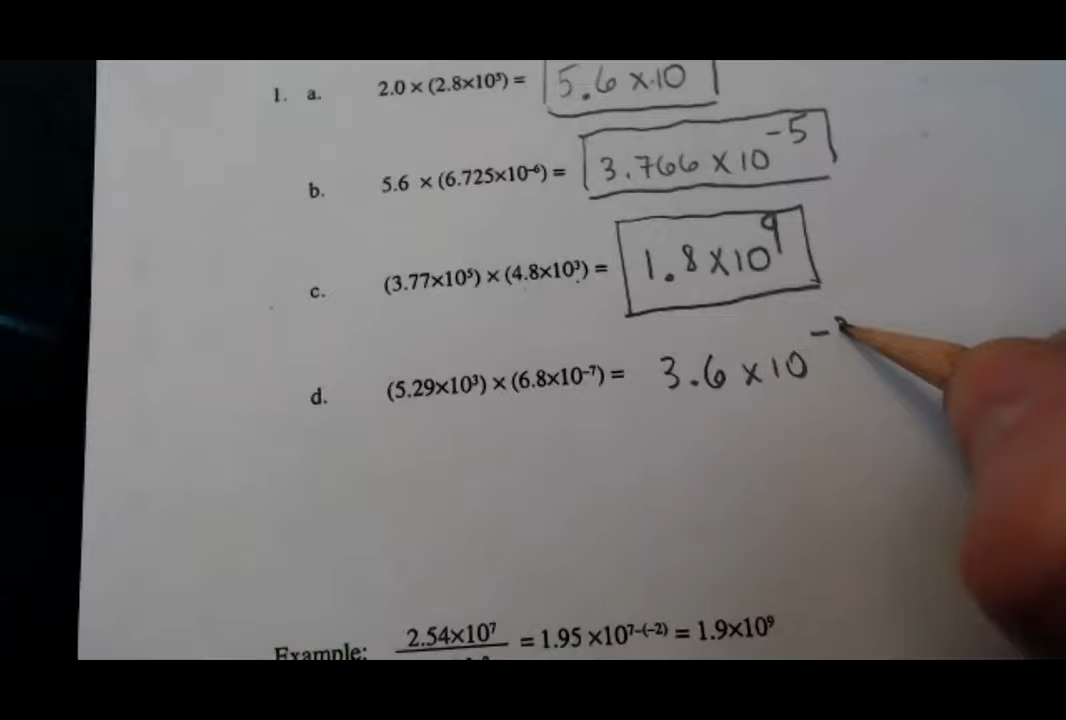 1. a. 2.0 × (2.8×10⁵) = 5.6 × 10
b. 5.6 × (6.725×10⁻⁶) = 3.766 × 10⁻⁵
c. (3.77×10⁵) × (4.8×10³) = 1.8 × 10⁹
d. (5.29×10³) × (6.8×10⁻⁷) = 3.6 × 10⁻
Example: 2.54×10⁷ = 1.95 ×10⁷⁻⁽⁻²⁾ = 1.9×10⁹